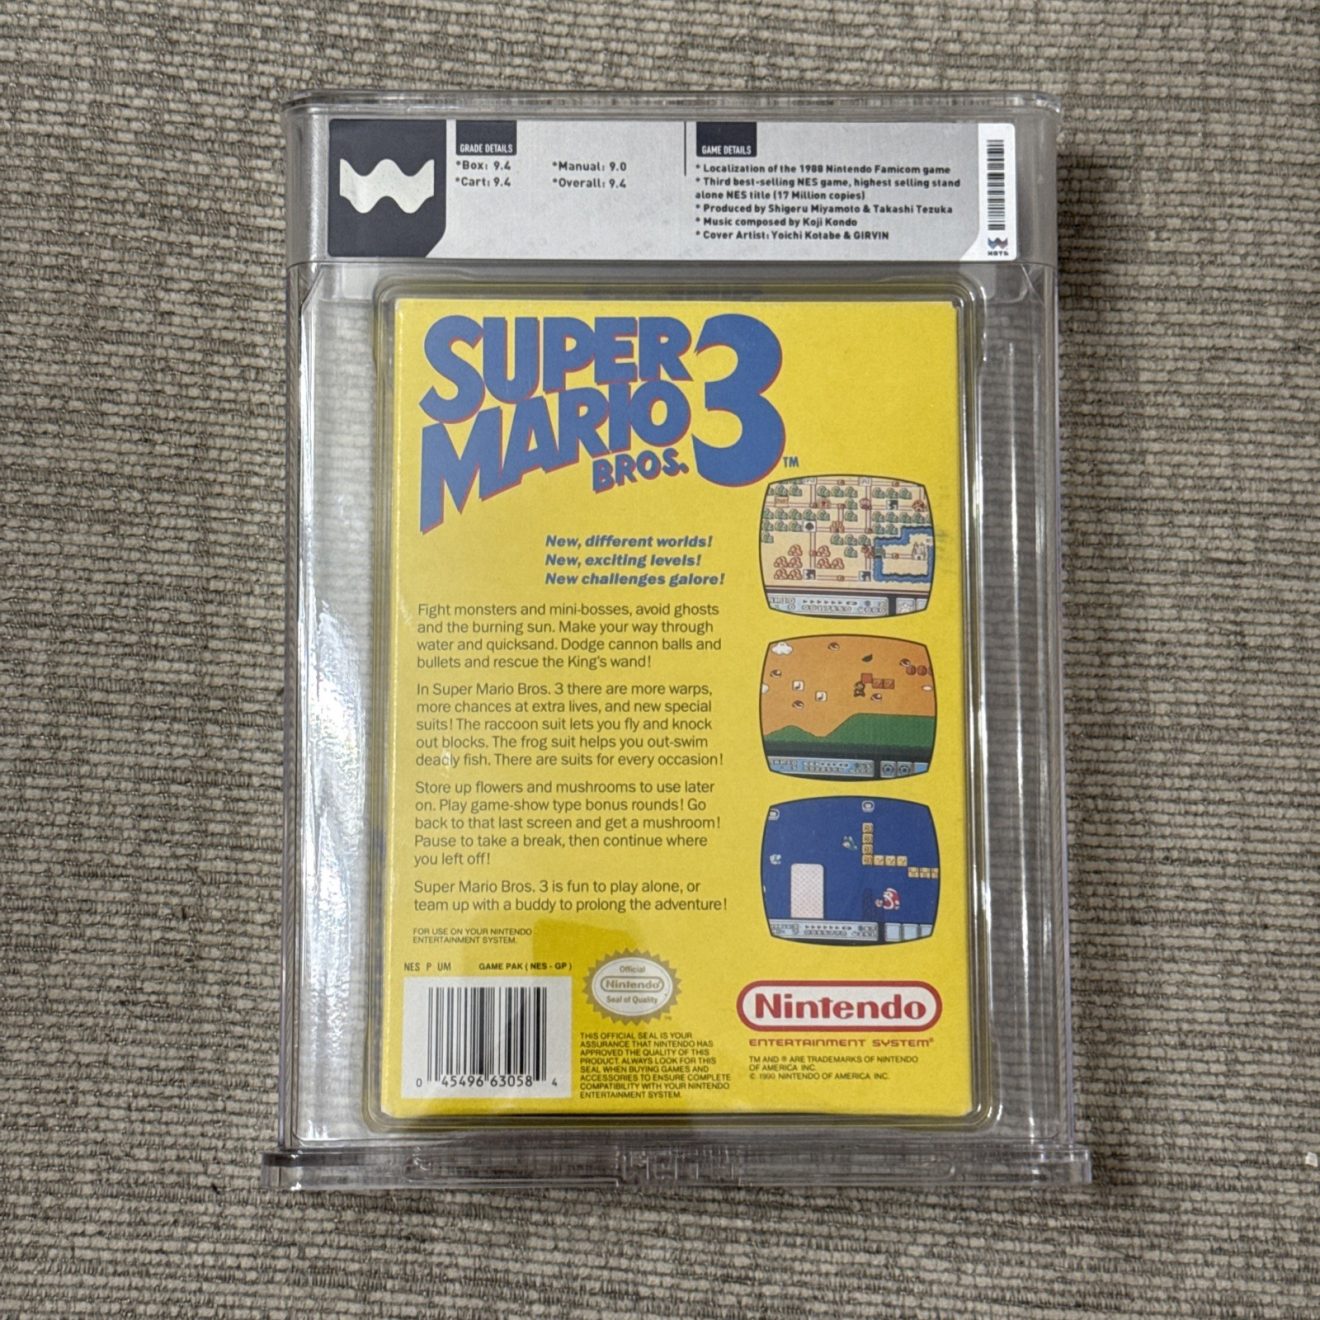 GRADE DETAILS
*Box: 9.4
*Manual: 9.0
*Cart: 9.4
*Overall: 9.4
GAME DETAILS
* Localization of the 1988 Nintendo Famicom game
* Third best-selling NES game, highest selling stand
alone NES title (17 Million copies)
* Produced by Shigeru Miyamoto & Takashi Tezuka
* Music composed by Koji Kondo
* Cover Artist: Yoichi Kotabe & GIRVIN
WATA
SUPER
MARIO
BROS. 3 TM
New, different worlds!
New, exciting levels!
New challenges galore!
Fight monsters and mini-bosses, avoid ghosts
and the burning sun. Make your way through
water and quicksand. Dodge cannon balls and
bullets and rescue the King's wand!
In Super Mario Bros. 3 there are more warps,
more chances at extra lives, and new special
suits! The raccoon suit lets you fly and knock
out blocks. The frog suit helps you out-swim
deadly fish. There are suits for every occasion!
Store up flowers and mushrooms to use later
on. Play game-show type bonus rounds! Go
back to that last screen and get a mushroom!
Pause to take a break, then continue where
you left off!
Super Mario Bros. 3 is fun to play alone, or
team up with a buddy to prolong the adventure!
FOR USE ON YOUR NINTENDO
ENTERTAINMENT SYSTEM.
NES P UM GAME PAK (NES-GP)
0 45496 63058 4
Official
Nintendo
Seal of Quality
THIS OFFICIAL SEAL IS YOUR
ASSURANCE THAT NINTENDO HAS
APPROVED THE QUALITY OF THIS
PRODUCT. ALWAYS LOOK FOR THIS
SEAL WHEN BUYING GAMES AND
ACCESSORIES TO ENSURE COMPLETE
COMPATIBILITY WITH YOUR NINTENDO
ENTERTAINMENT SYSTEM.
Nintendo
ENTERTAINMENT SYSTEM®
TM AND ® ARE TRADEMARKS OF NINTENDO
OF AMERICA INC.
© 1990 NINTENDO OF AMERICA INC.